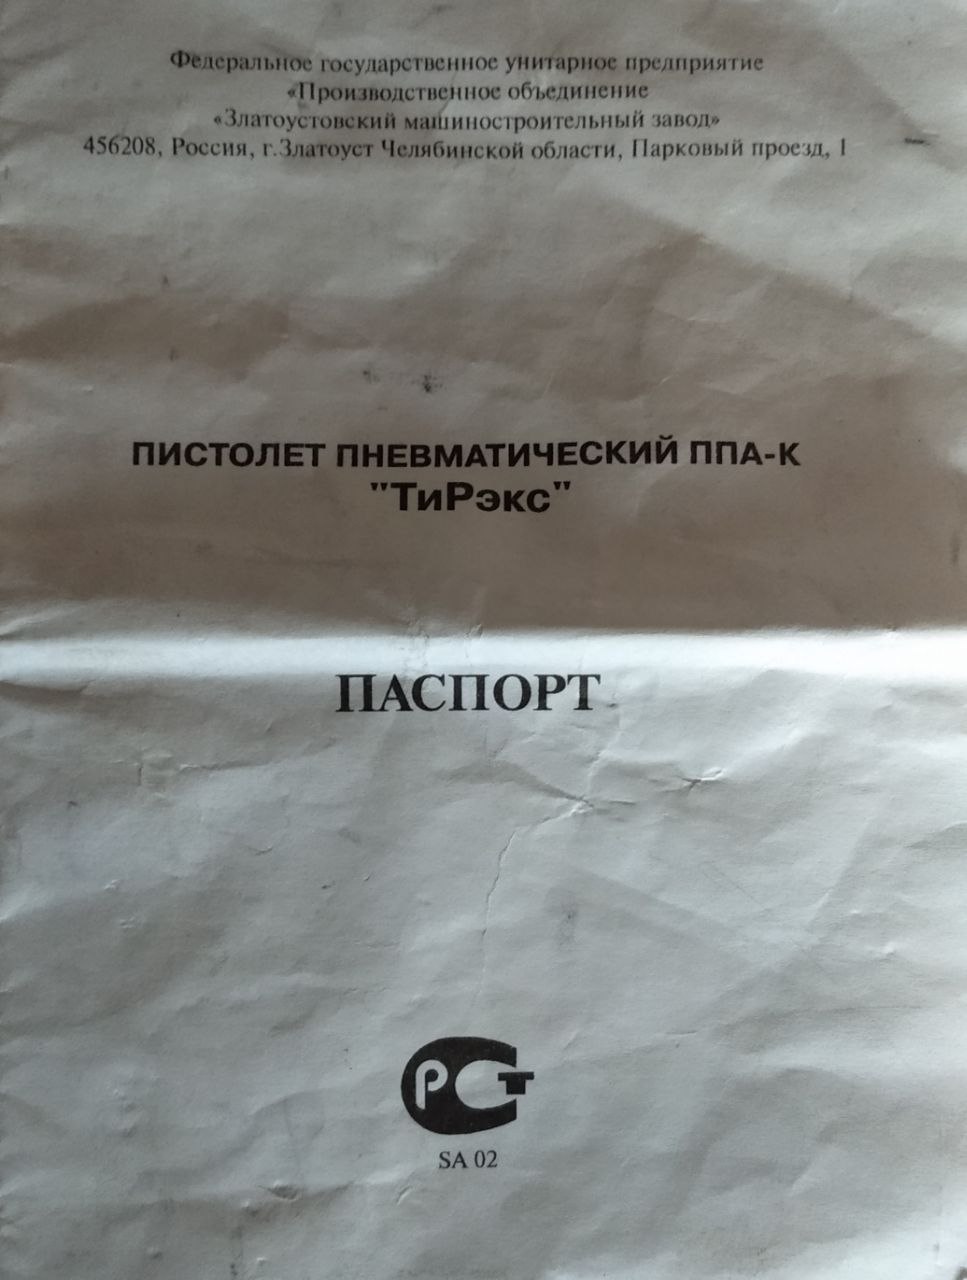 Федеральное государственное унитарное предприятие
«Производственное объединение
«Златоустовский машиностроительный завод»
456208, Россия, г.Златоуст Челябинской области, Парковый проезд, 1
ПИСТОЛЕТ ПНЕВМАТИЧЕСКИЙ ППА-К
"ТиРэкс"
ПАСПОРТ
РСТ
SA 02